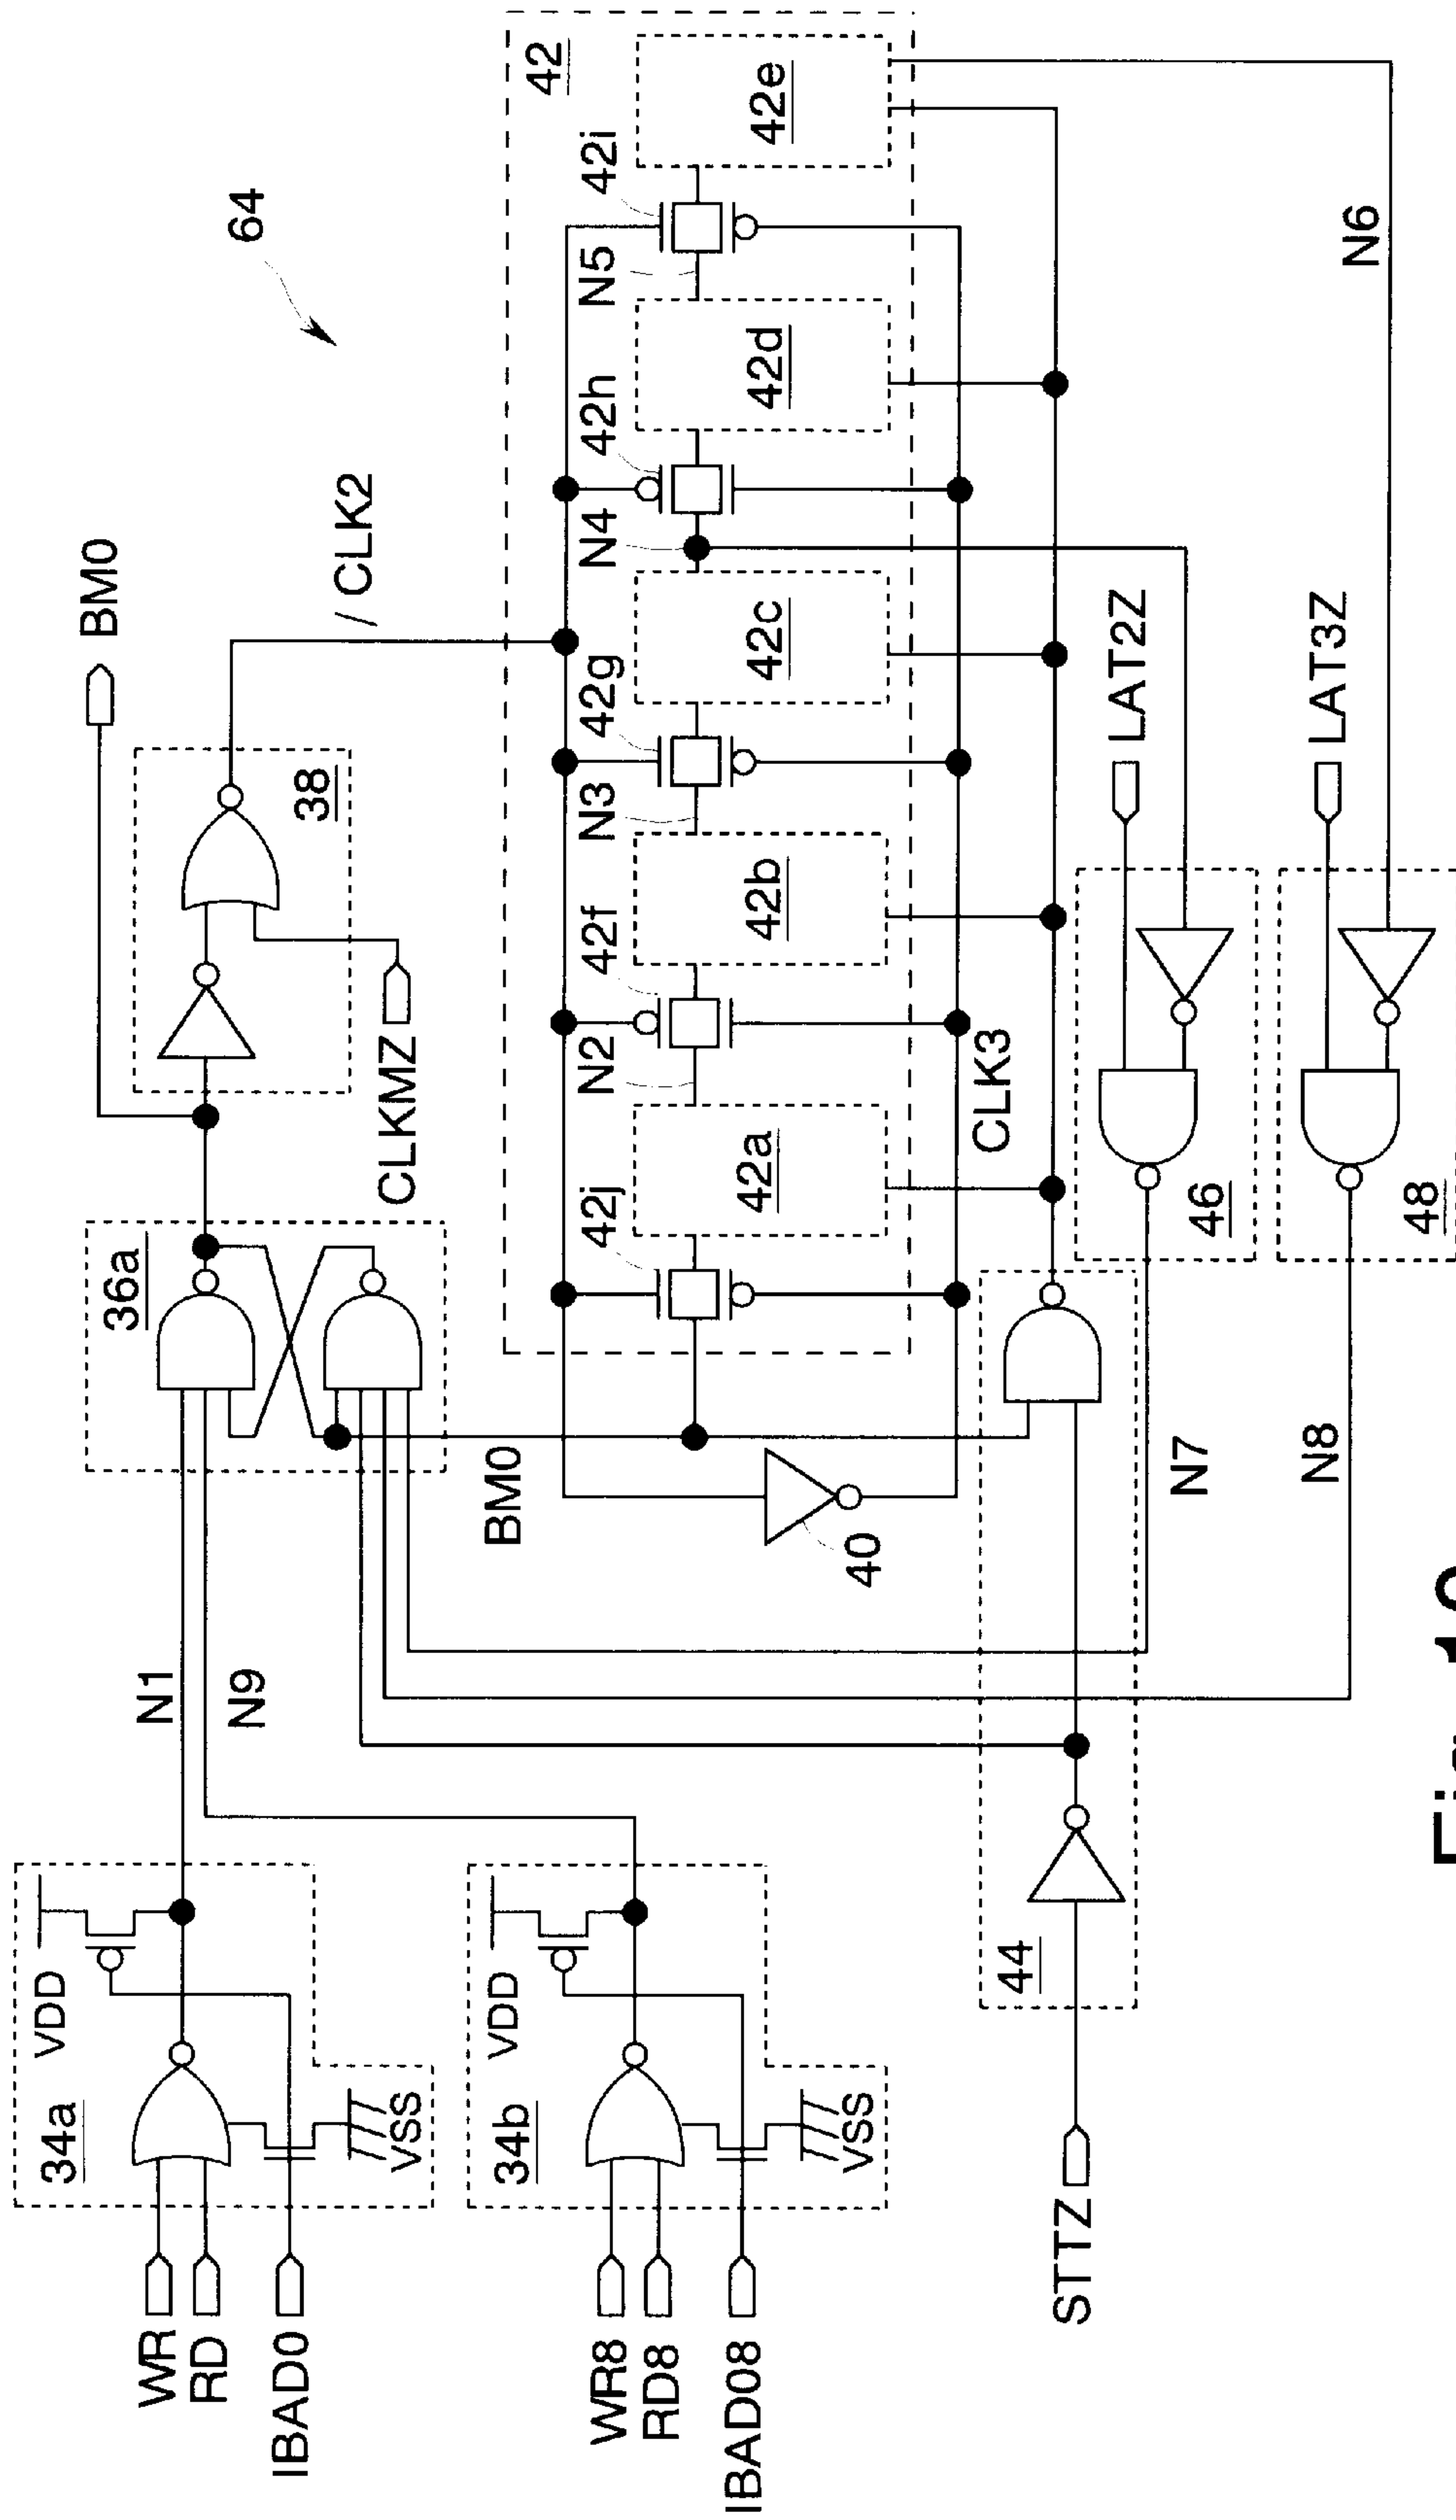 64
BM0
/ CLK2
38
36a
CLKMZ
N1
N9
34a
VDD
VSS
WR
RD
IBAD0
34b
VDD
VSS
WR8
RD8
IBAD08
42
42j
42a
N2
42f
42b
N3
42g
42c
N4
42h
42d
N5
42i
42e
BM0
40
CLK3
44
STTZ
46
LAT2Z
N7
48
LAT3Z
N8
N6